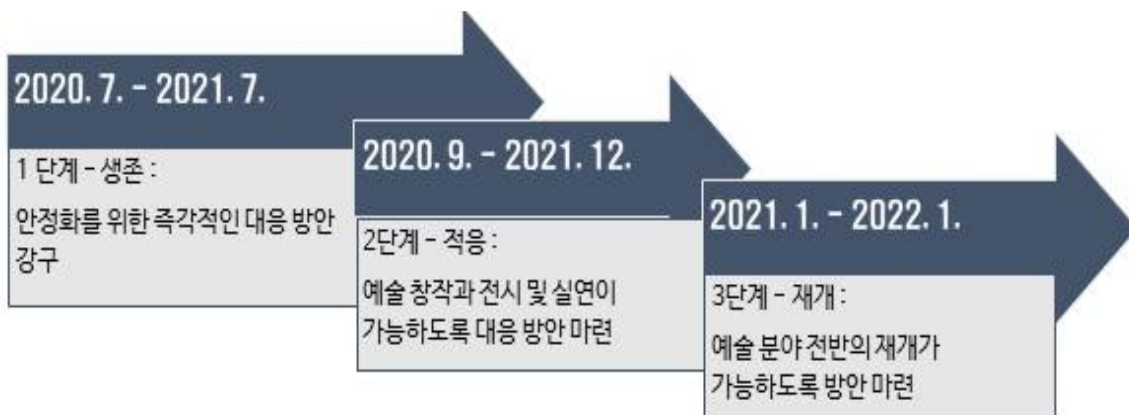 2020. 7. - 2021. 7.
1 단계 - 생존 :
안정화를 위한 즉각적인 대응 방안
강구
2020. 9. - 2021. 12.
2단계 - 적응 :
예술 창작과 전시 및 실연이
가능하도록 대응 방안 마련
2021. 1. - 2022. 1.
3단계 - 재개 :
예술 분야 전반의 재개가
가능하도록 방안 마련